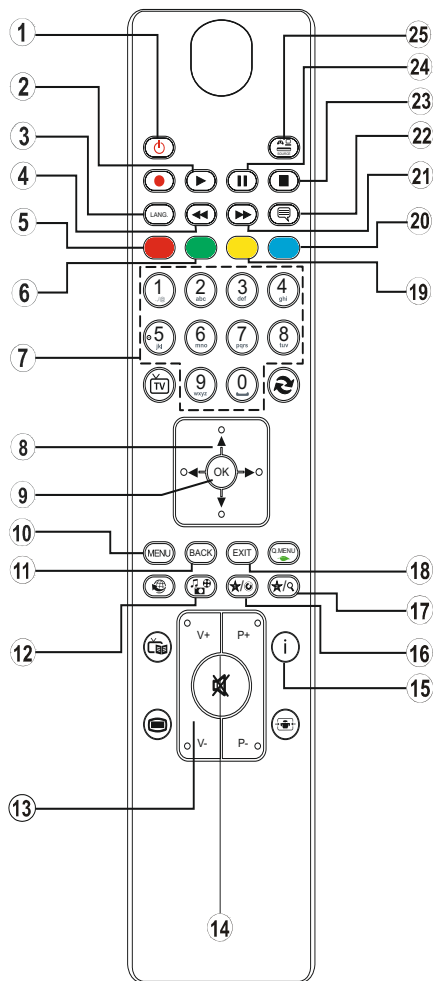 1
25
2
24
3
23
4
22
SOURCE
21
LANG.
5
20
6
19
1 ./@
2 abc
3 def
4 ghi
7
5 jkl
6 mno
7 pqrs
8 tuv
TV
9 wxyz
0
8
OK
9
10
MENU
BACK
EXIT
Q.MENU
11
18
17
12
V+
P+
16
i
15
V-
P-
13
14